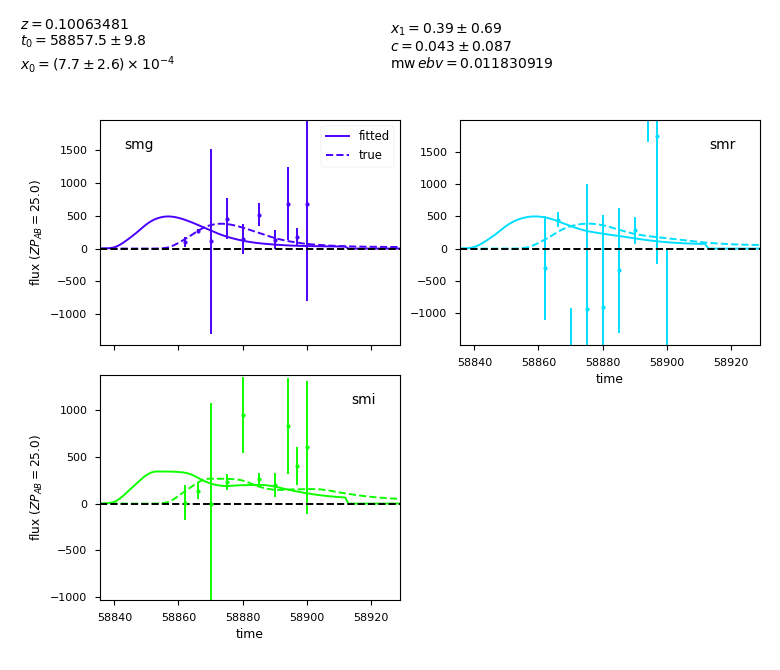 z = 0.10063481
t₀ = 58857.5 ± 9.8
x₀ = (7.7 ± 2.6) × 10⁻⁴
x₁ = 0.39 ± 0.69
c = 0.043 ± 0.087
mw ebv = 0.011830919
smg
fitted
true
1500
1000
500
0
−500
−1000
flux (ZP_AB = 25.0)
smr
1500
1000
500
0
−500
−1000
58840 58860 58880 58900 58920
time
smi
1000
500
0
−500
−1000
flux (ZP_AB = 25.0)
58840 58860 58880 58900 58920
time